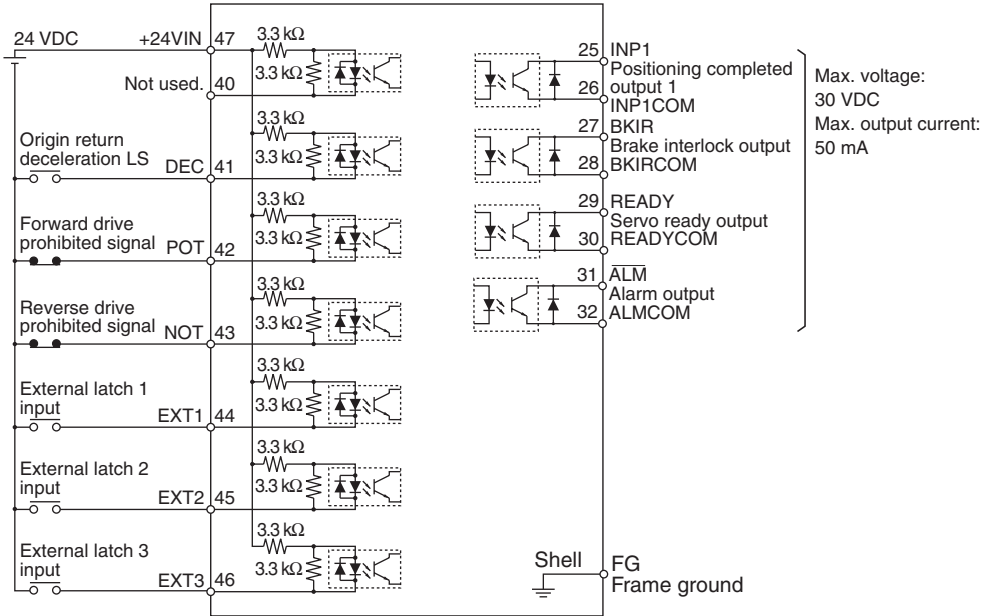 24 VDC
+24VIN 47
3.3 kΩ
3.3 kΩ
Not used. 40
Origin return
deceleration LS
DEC 41
3.3 kΩ
3.3 kΩ
Forward drive
prohibited signal
POT 42
3.3 kΩ
3.3 kΩ
Reverse drive
prohibited signal
NOT 43
3.3 kΩ
3.3 kΩ
External latch 1
input
EXT1 44
3.3 kΩ
3.3 kΩ
External latch 2
input
EXT2 45
3.3 kΩ
3.3 kΩ
External latch 3
input
EXT3 46
3.3 kΩ
3.3 kΩ
25 INP1
Positioning completed
output 1
26 INP1COM
27 BKIR
Brake interlock output
28 BKIRCOM
29 READY
Servo ready output
30 READYCOM
31 A̅L̅M̅
Alarm output
32 ALMCOM
Max. voltage:
30 VDC
Max. output current:
50 mA
Shell FG
Frame ground